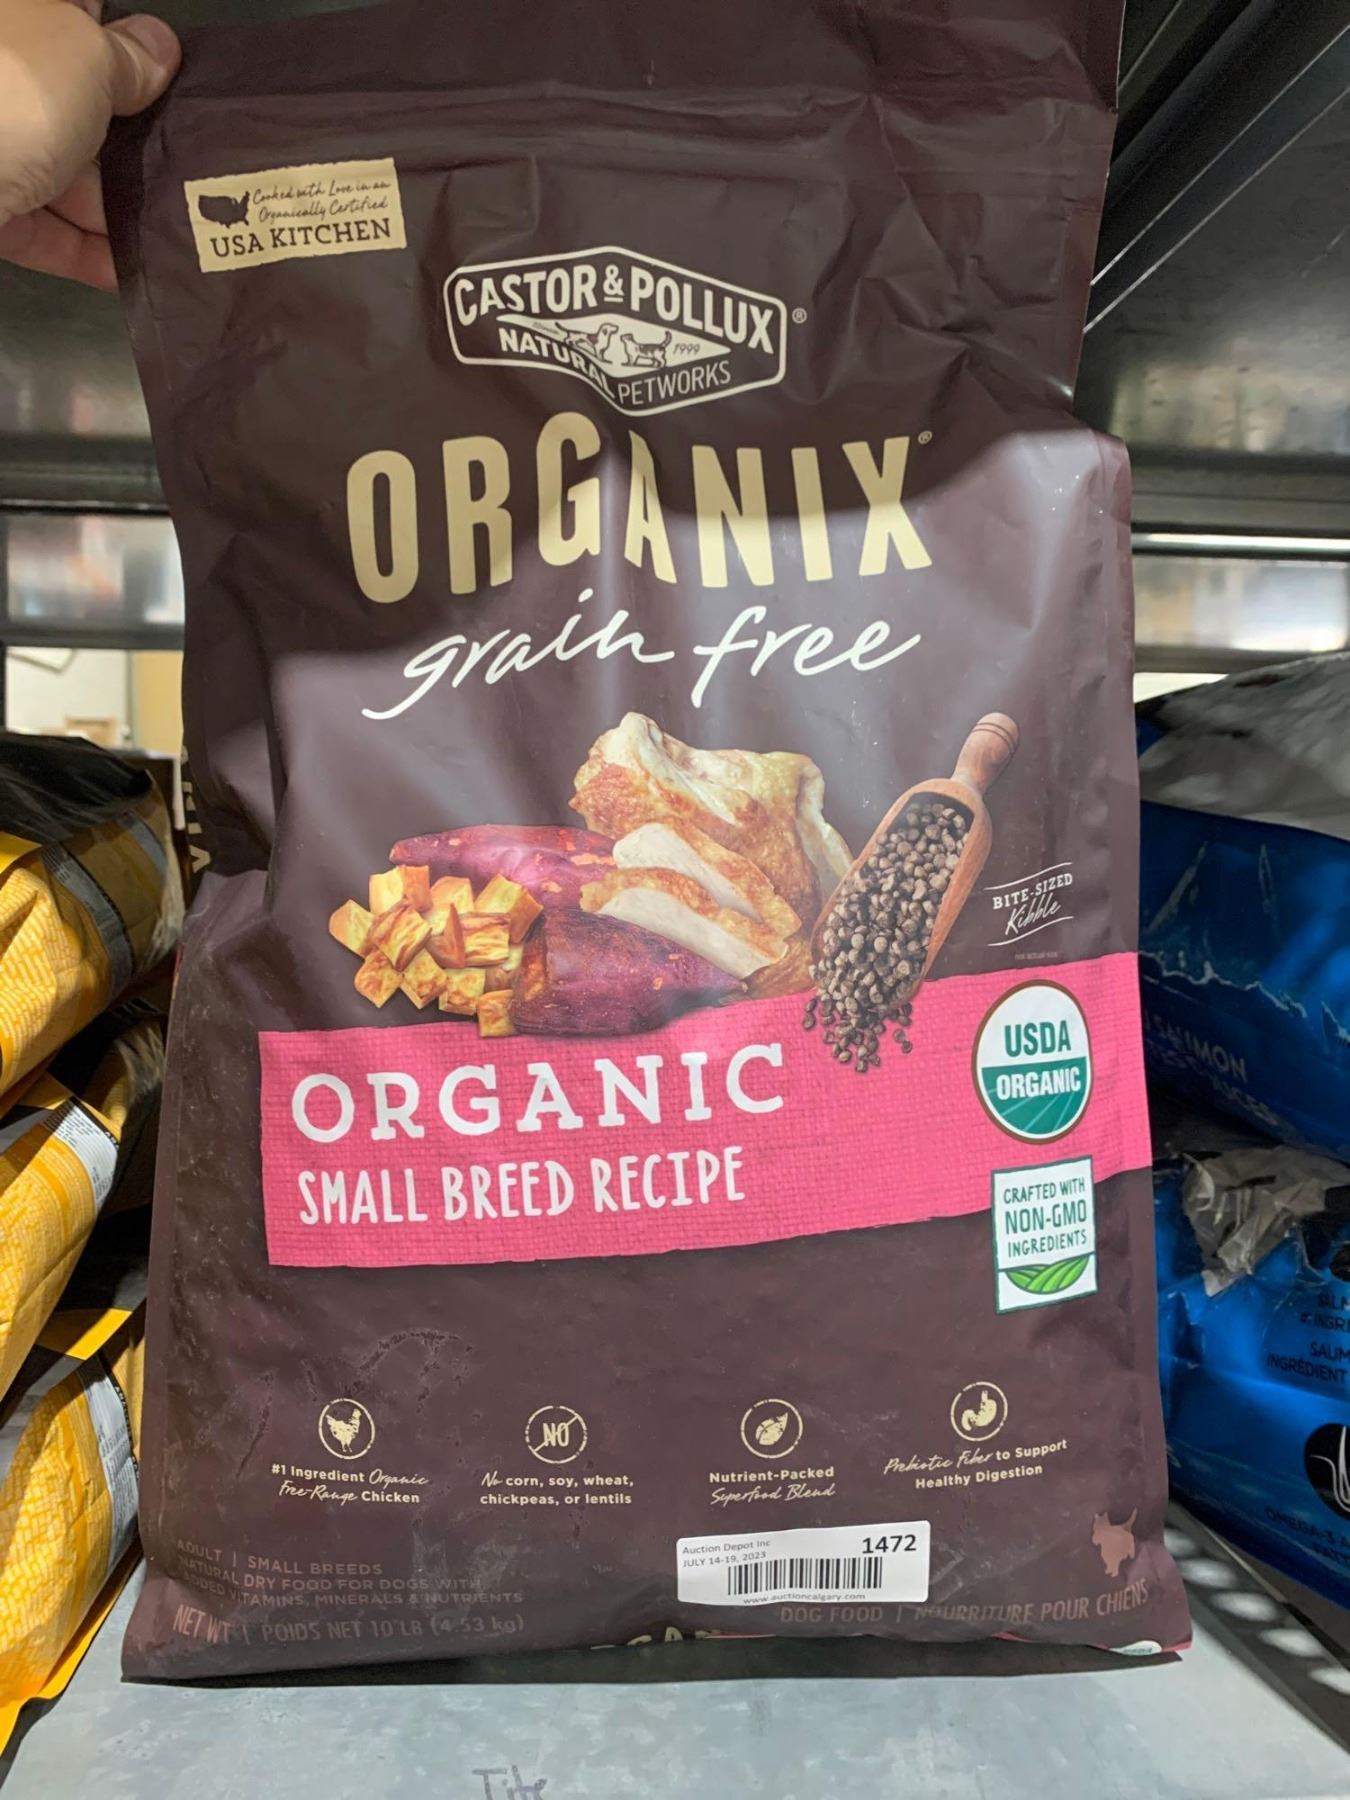 Cooked with Love in an
Organically Certified
USA KITCHEN
CASTOR & POLLUX®
NATURAL PETWORKS
1999
ORGANIX®
grain free
BITE-SIZED
Kibble
ORGANIC
SMALL BREED RECIPE
USDA
ORGANIC
CRAFTED WITH
NON-GMO
INGREDIENTS
#1 Ingredient Organic
Free-Range Chicken
NO
No corn, soy, wheat,
chickpeas, or lentils
Nutrient-Packed
Superfood Blend
Prebiotic Fiber to Support
Healthy Digestion
ADULT | SMALL BREEDS
NATURAL DRY FOOD FOR DOGS WITH
ADDED VITAMINS, MINERALS & NUTRIENTS
NET WT | POIDS NET 10 LB (4.53 kg)
Auction Depot Inc
JULY 14-19, 2023
1472
www.auctioncalgary.com
DOG FOOD | NOURRITURE POUR CHIENS
SALMON
OMEGA-3